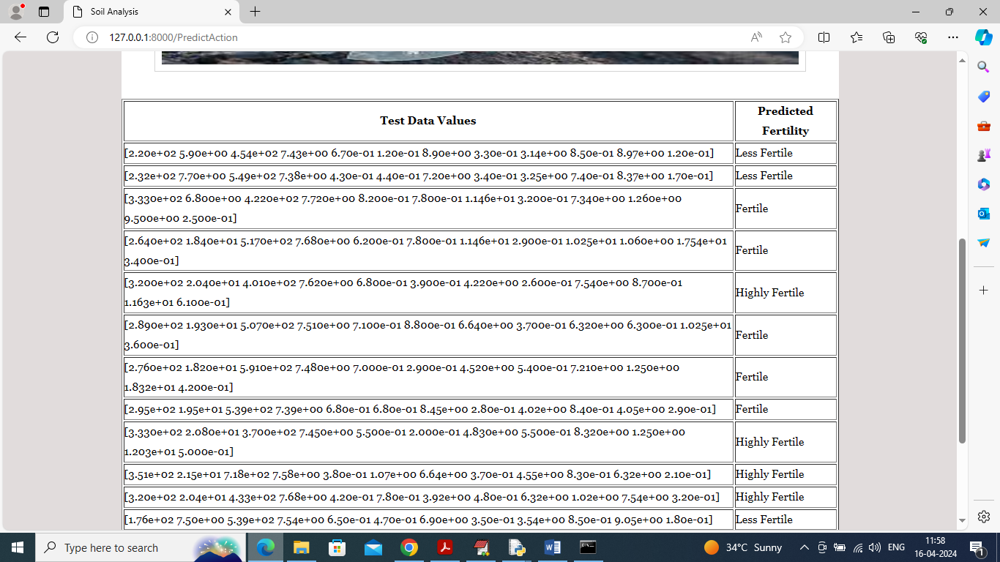 Soil Analysis
127.0.0.1:8000/PredictAction
Test Data Values
Predicted
Fertility
[2.20e+02 5.90e+00 4.54e+02 7.43e+00 6.70e-01 1.20e-01 8.90e+00 3.30e-01 3.14e+00 8.50e-01 8.97e+00 1.20e-01]
Less Fertile
[2.32e+02 7.70e+00 5.49e+02 7.38e+00 4.30e-01 4.40e-01 7.20e+00 3.40e-01 3.25e+00 7.40e-01 8.37e+00 1.70e-01]
Less Fertile
[3.330e+02 6.800e+00 4.220e+02 7.720e+00 8.200e-01 7.800e-01 1.146e+01 3.200e-01 7.340e+00 1.260e+00
9.500e+00 2.500e-01]
Fertile
[2.640e+02 1.840e+01 5.170e+02 7.680e+00 6.200e-01 7.800e-01 1.146e+01 2.900e-01 1.025e+01 1.060e+00 1.754e+01
3.400e-01]
Fertile
[3.200e+02 2.040e+01 4.010e+02 7.620e+00 6.800e-01 3.900e-01 4.220e+00 2.600e-01 7.540e+00 8.700e-01
1.163e+01 6.100e-01]
Highly Fertile
[2.890e+02 1.930e+01 5.070e+02 7.510e+00 7.100e-01 8.800e-01 6.640e+00 3.700e-01 6.320e+00 6.300e-01 1.025e+01
3.600e-01]
Fertile
[2.760e+02 1.820e+01 5.910e+02 7.480e+00 7.000e-01 2.900e-01 4.520e+00 5.400e-01 7.210e+00 1.250e+00
1.832e+01 4.200e-01]
Fertile
[2.95e+02 1.95e+01 5.39e+02 7.39e+00 6.80e-01 6.80e-01 8.45e+00 2.80e-01 4.02e+00 8.40e-01 4.05e+00 2.90e-01]
Fertile
[3.330e+02 2.080e+01 3.700e+02 7.450e+00 5.500e-01 2.000e-01 4.830e+00 5.500e-01 8.320e+00 1.250e+00
1.203e+01 5.000e-01]
Highly Fertile
[3.51e+02 2.15e+01 7.18e+02 7.58e+00 3.80e-01 1.07e+00 6.64e+00 3.70e-01 4.55e+00 8.30e-01 6.32e+00 2.10e-01]
Highly Fertile
[3.20e+02 2.04e+01 4.33e+02 7.68e+00 4.20e-01 7.80e-01 3.92e+00 4.80e-01 6.32e+00 1.02e+00 7.54e+00 3.20e-01]
Highly Fertile
[1.76e+02 7.50e+00 5.39e+02 7.54e+00 6.50e-01 4.70e-01 6.90e+00 3.50e-01 3.54e+00 8.50e-01 9.05e+00 1.80e-01]
Less Fertile
Type here to search
34°C Sunny
ENG
11:58
16-04-2024
1